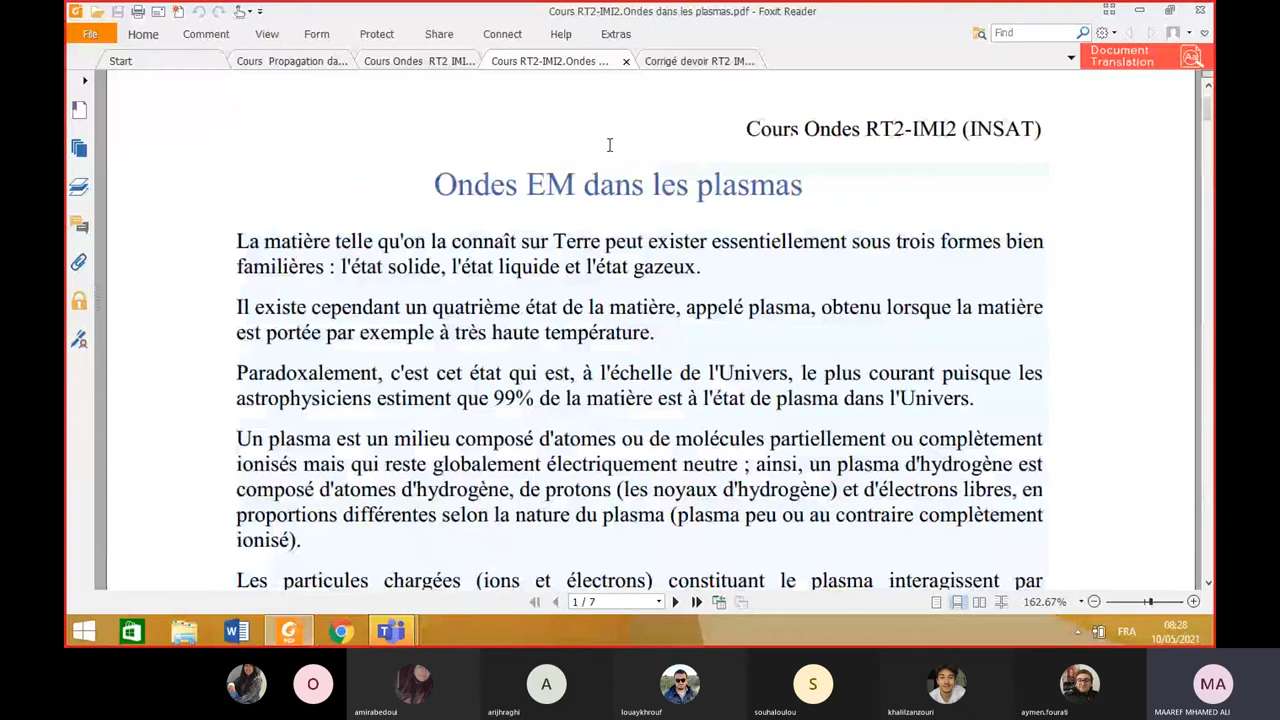 Cours RT2-IMI2.Ondes dans les plasmas.pdf - Foxit Reader
File Home Comment View Form Protect Share Connect Help Extras Find
Document
Translation
Start Cours Propagation da... Cours Ondes RT2 IMI... Cours RT2-IMI2.Ondes ... Corrigé devoir RT2 IM...
Cours Ondes RT2-IMI2 (INSAT)
Ondes EM dans les plasmas
La matière telle qu'on la connaît sur Terre peut exister essentiellement sous trois formes bien
familières : l'état solide, l'état liquide et l'état gazeux.
Il existe cependant un quatrième état de la matière, appelé plasma, obtenu lorsque la matière
est portée par exemple à très haute température.
Paradoxalement, c'est cet état qui est, à l'échelle de l'Univers, le plus courant puisque les
astrophysiciens estiment que 99% de la matière est à l'état de plasma dans l'Univers.
Un plasma est un milieu composé d'atomes ou de molécules partiellement ou complètement
ionisés mais qui reste globalement électriquement neutre ; ainsi, un plasma d'hydrogène est
composé d'atomes d'hydrogène, de protons (les noyaux d'hydrogène) et d'électrons libres, en
proportions différentes selon la nature du plasma (plasma peu ou au contraire complètement
ionisé).
Les particules chargées (ions et électrons) constituant le plasma interagissent par
1 / 7 162.67%
FRA
08:28
10/05/2021
O A S MA
amirabedoui arijhraghi louaykhrouf souhaloulou khalilzanzouri aymen.fourati MAAREF MHAMED ALI